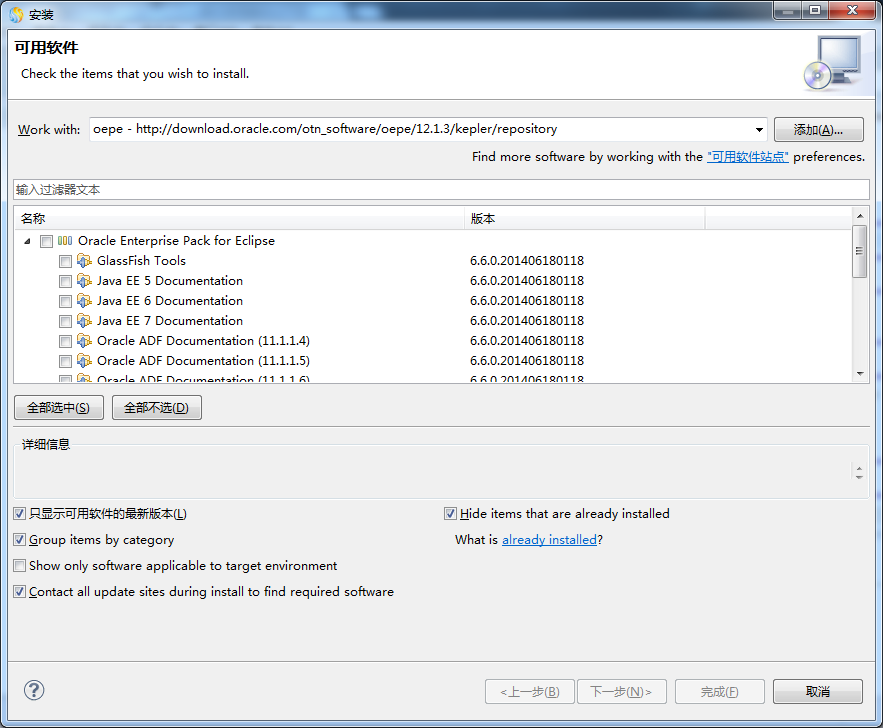 安装
可用软件
Check the items that you wish to install.
Work with: oepe - http://download.oracle.com/otn_software/oepe/12.1.3/kepler/repository 添加(A)...
Find more software by working with the "可用软件站点" preferences.
输入过滤器文本
名称 版本
Oracle Enterprise Pack for Eclipse
GlassFish Tools 6.6.0.201406180118
Java EE 5 Documentation 6.6.0.201406180118
Java EE 6 Documentation 6.6.0.201406180118
Java EE 7 Documentation 6.6.0.201406180118
Oracle ADF Documentation (11.1.1.4) 6.6.0.201406180118
Oracle ADF Documentation (11.1.1.5) 6.6.0.201406180118
Oracle ADF Documentation (11.1.1.6) 6.6.0.201406180118
全部选中(S) 全部不选(D)
详细信息
只显示可用软件的最新版本(L) Hide items that are already installed
Group items by category What is already installed?
Show only software applicable to target environment
Contact all update sites during install to find required software
? <上一步(B) 下一步(N)> 完成(F) 取消